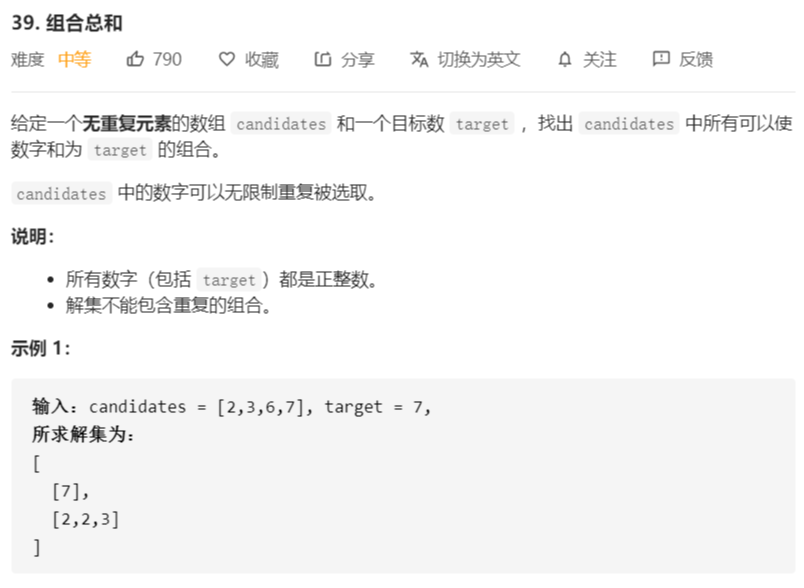 39. 组合总和
难度 中等 790 收藏 分享 切换为英文 关注 反馈
给定一个无重复元素的数组 candidates 和一个目标数 target ，找出 candidates 中所有可以使
数字和为 target 的组合。
candidates 中的数字可以无限制重复被选取。
说明：
所有数字（包括 target）都是正整数。
解集不能包含重复的组合。
示例 1：
输入：candidates = [2,3,6,7], target = 7,
所求解集为：
[
[7],
[2,2,3]
]